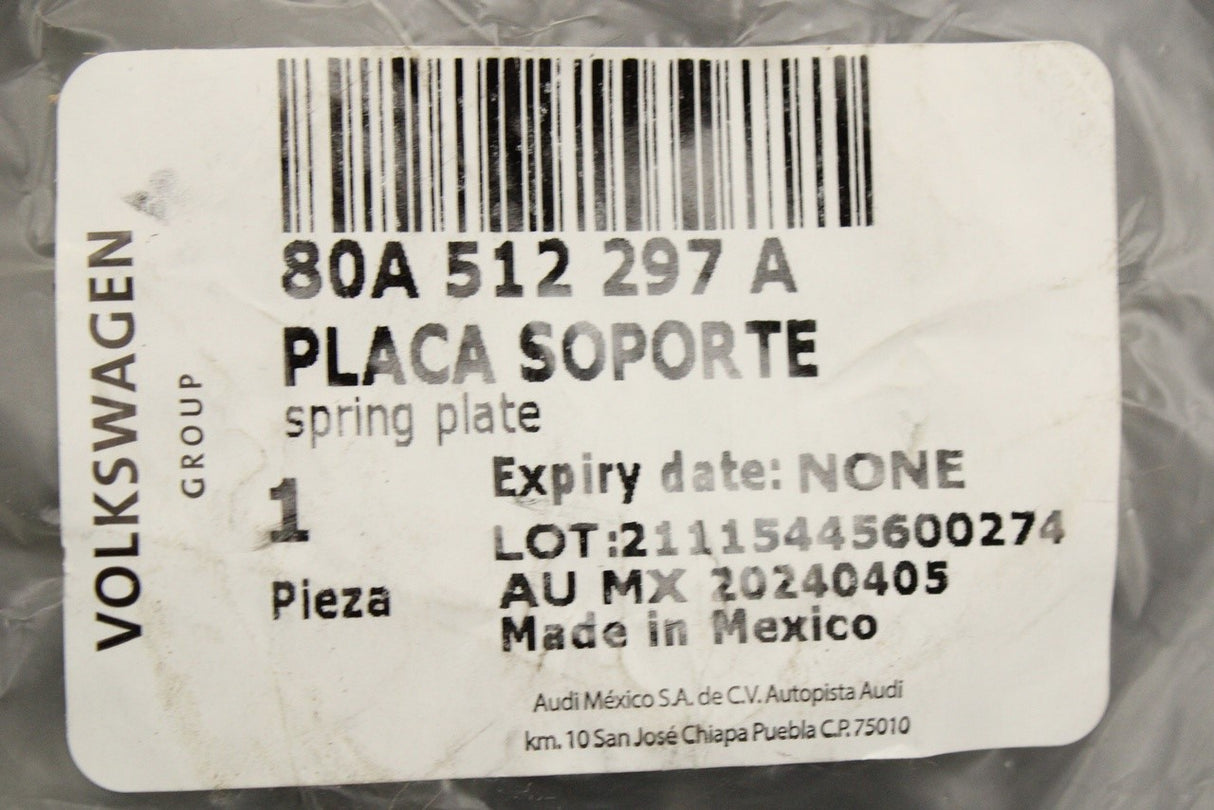 VOLKSWAGEN
GROUP
80A 512 297 A
PLACA SOPORTE
spring plate
1
Pieza
Expiry date: NONE
LOT:21115445600274
AU MX 20240405
Made in Mexico
Audi México S.A. de C.V. Autopista Audi
km. 10 San José Chiapa Puebla C.P. 75010